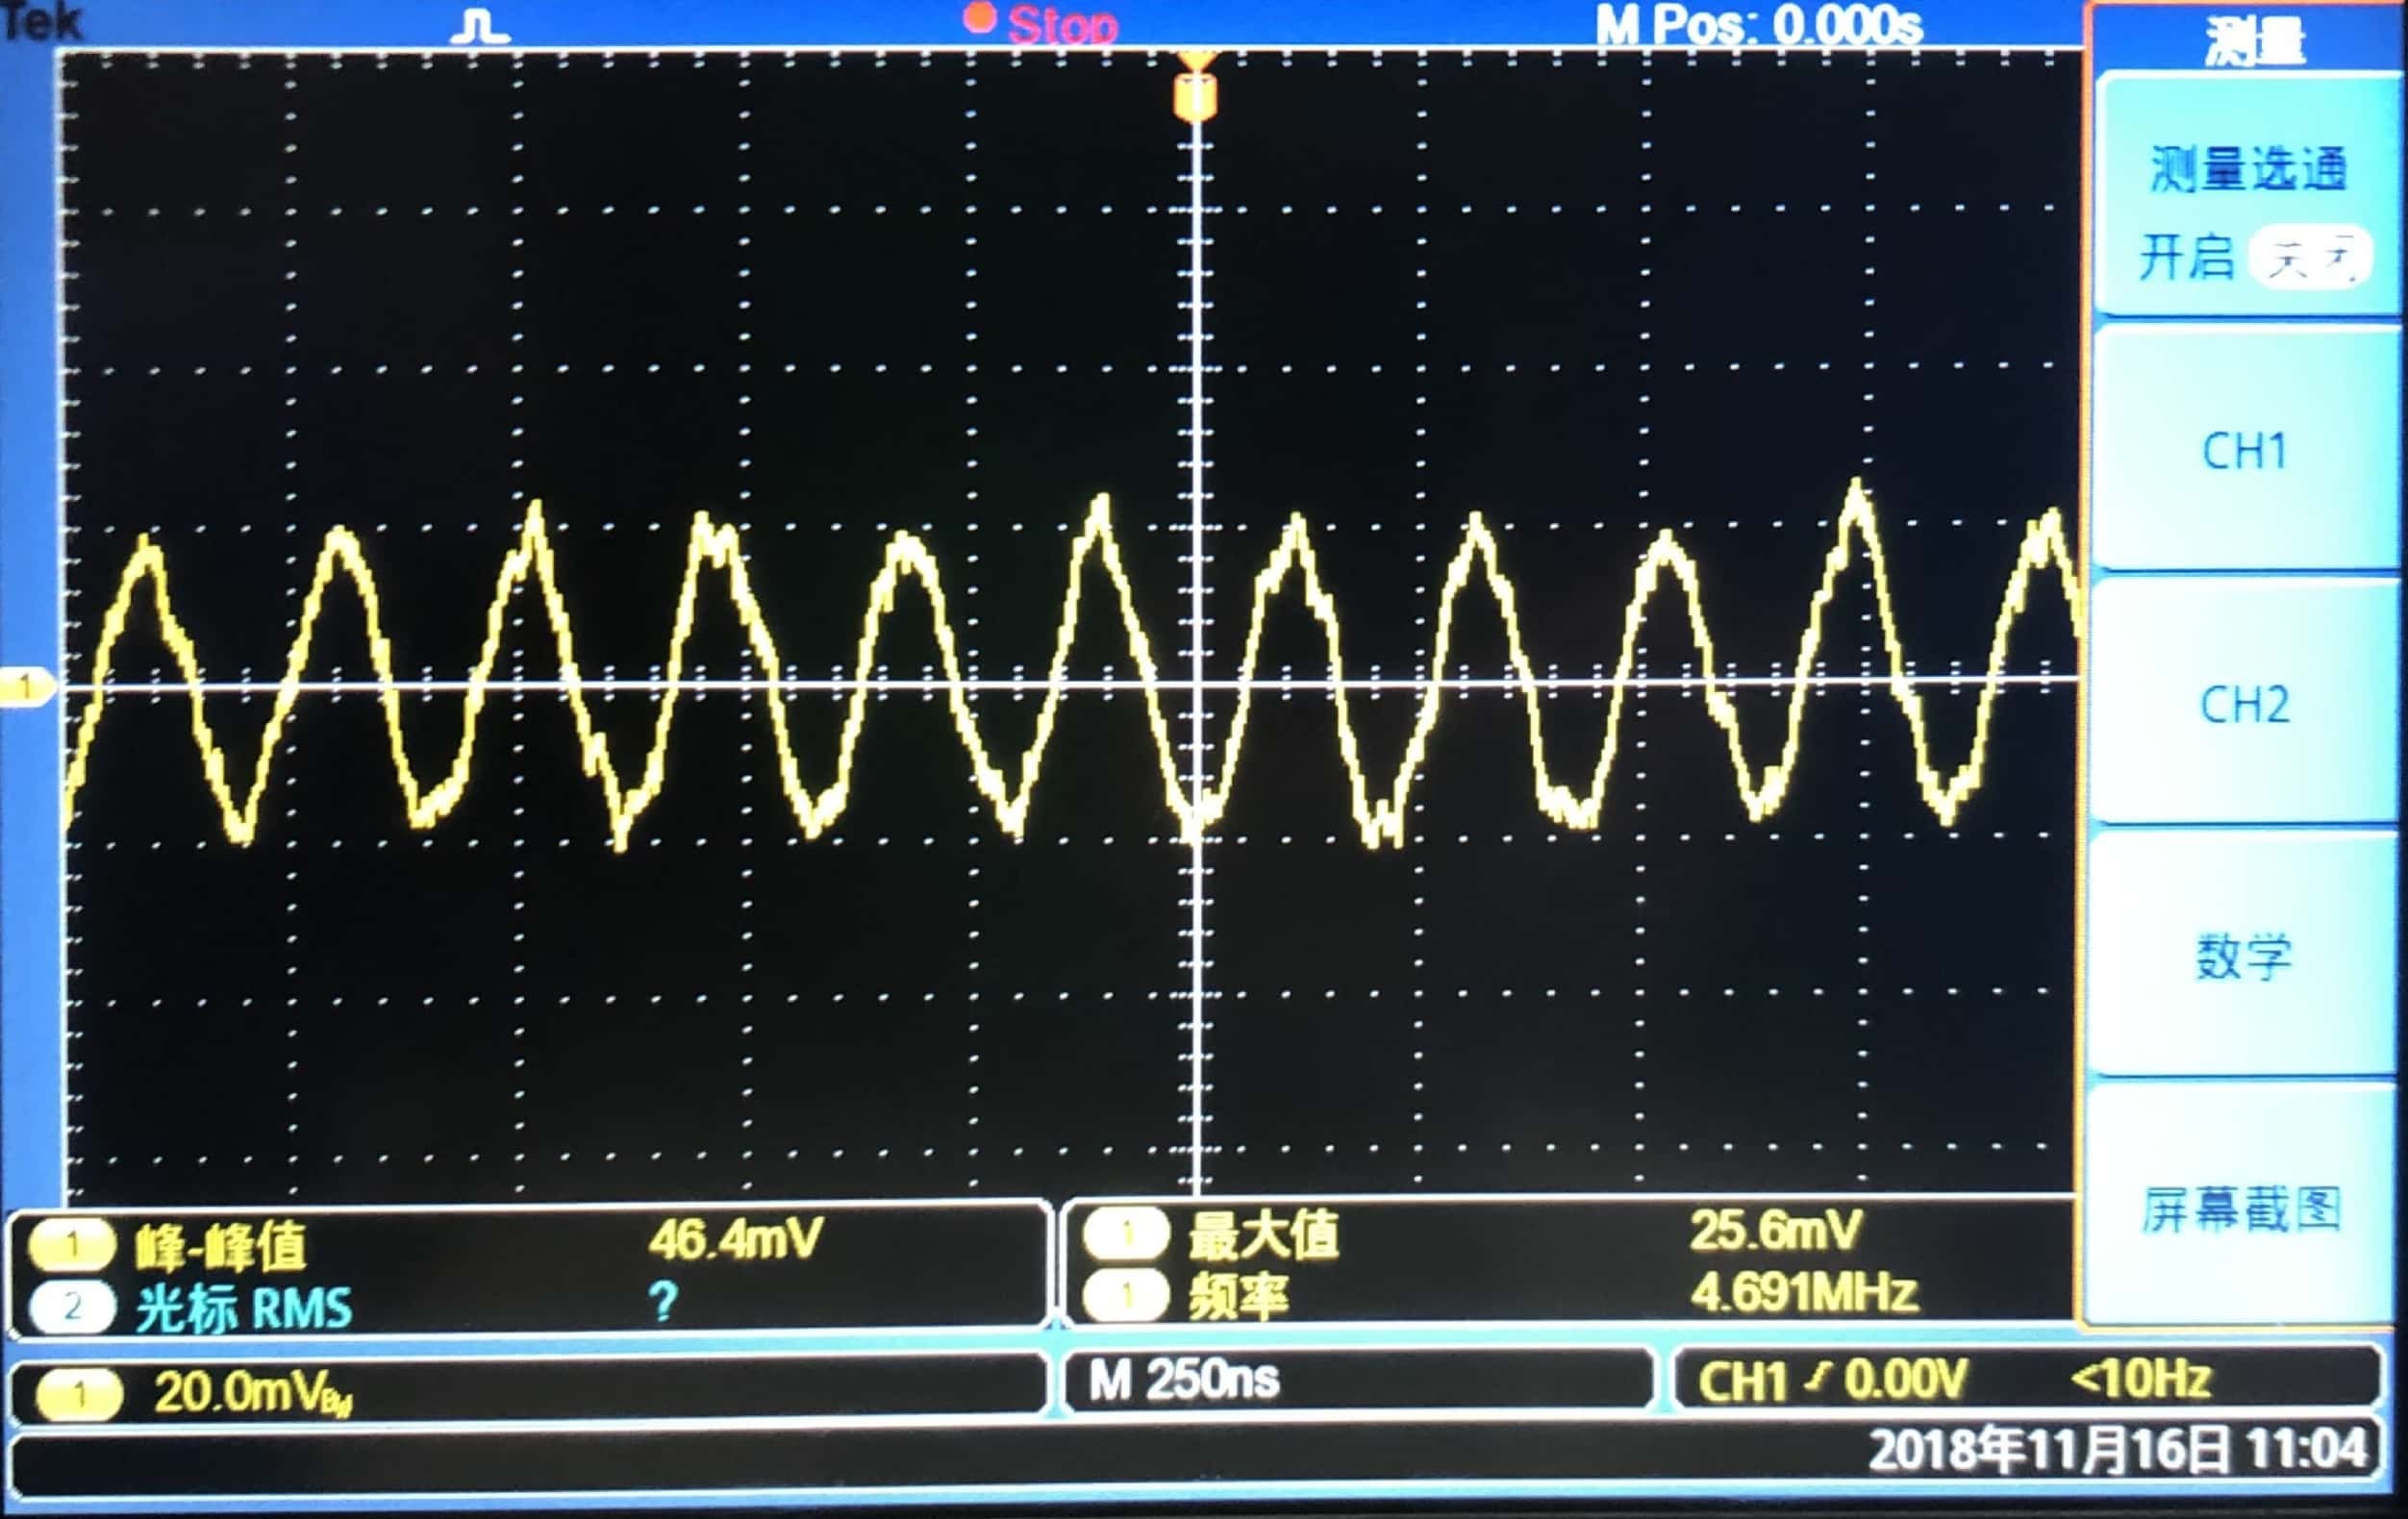 Tek
Stop
M Pos: 0.000s
测量
测量选通
开启 关闭
CH1
CH2
数学
屏幕截图
1
1 峰-峰值 46.4mV
2 光标 RMS ?
1 最大值 25.6mV
1 频率 4.691MHz
1 20.0mVBW
M 250ns
CH1 0.00V <10Hz
2018年11月16日 11:04